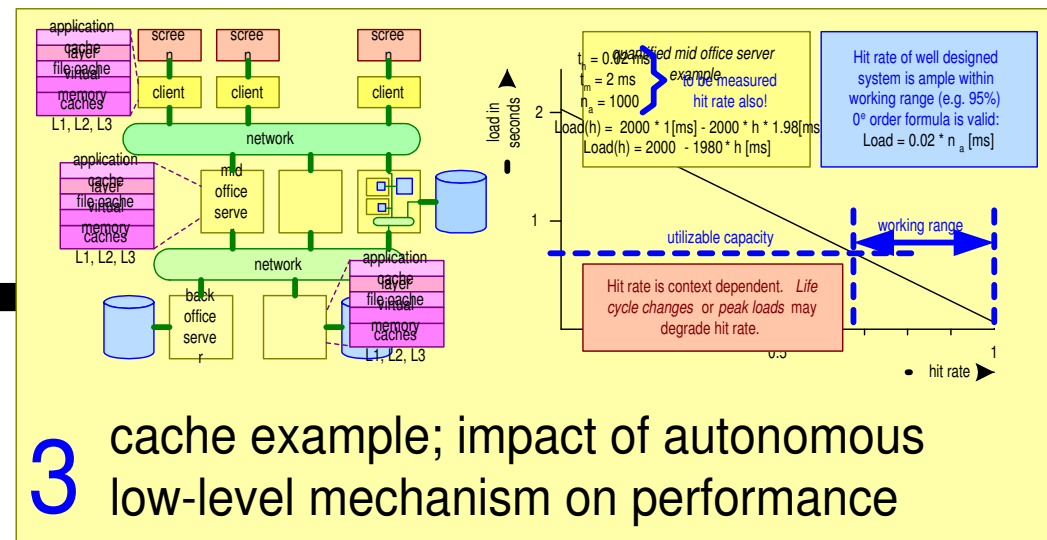 application
cache
layer
file cache
virtual
memory
caches
L1, L2, L3
scree
n
scree
n
scree
n
client
client
client
network
application
cache
layer
file cache
virtual
memory
caches
L1, L2, L3
mid
office
serve
r
network
application
cache
layer
file cache
virtual
memory
caches
L1, L2, L3
back
office
serve
r
load in
seconds
2
1
quantified mid office server
example
t h = 0.02 ms
t m = 2 ms
n a = 1000
to be measured
hit rate also!
Load(h) = 2000 * 1[ms] - 2000 * h * 1.98[ms
Load(h) = 2000 - 1980 * h [ms]
Hit rate of well designed
system is ample within
working range (e.g. 95%)
0e order formula is valid:
Load = 0.02 * n a [ms]
utilizable capacity
working range
Hit rate is context dependent. Life
cycle changes or peak loads may
degrade hit rate.
0.5
1
hit rate
3
cache example; impact of autonomous
low-level mechanism on performance